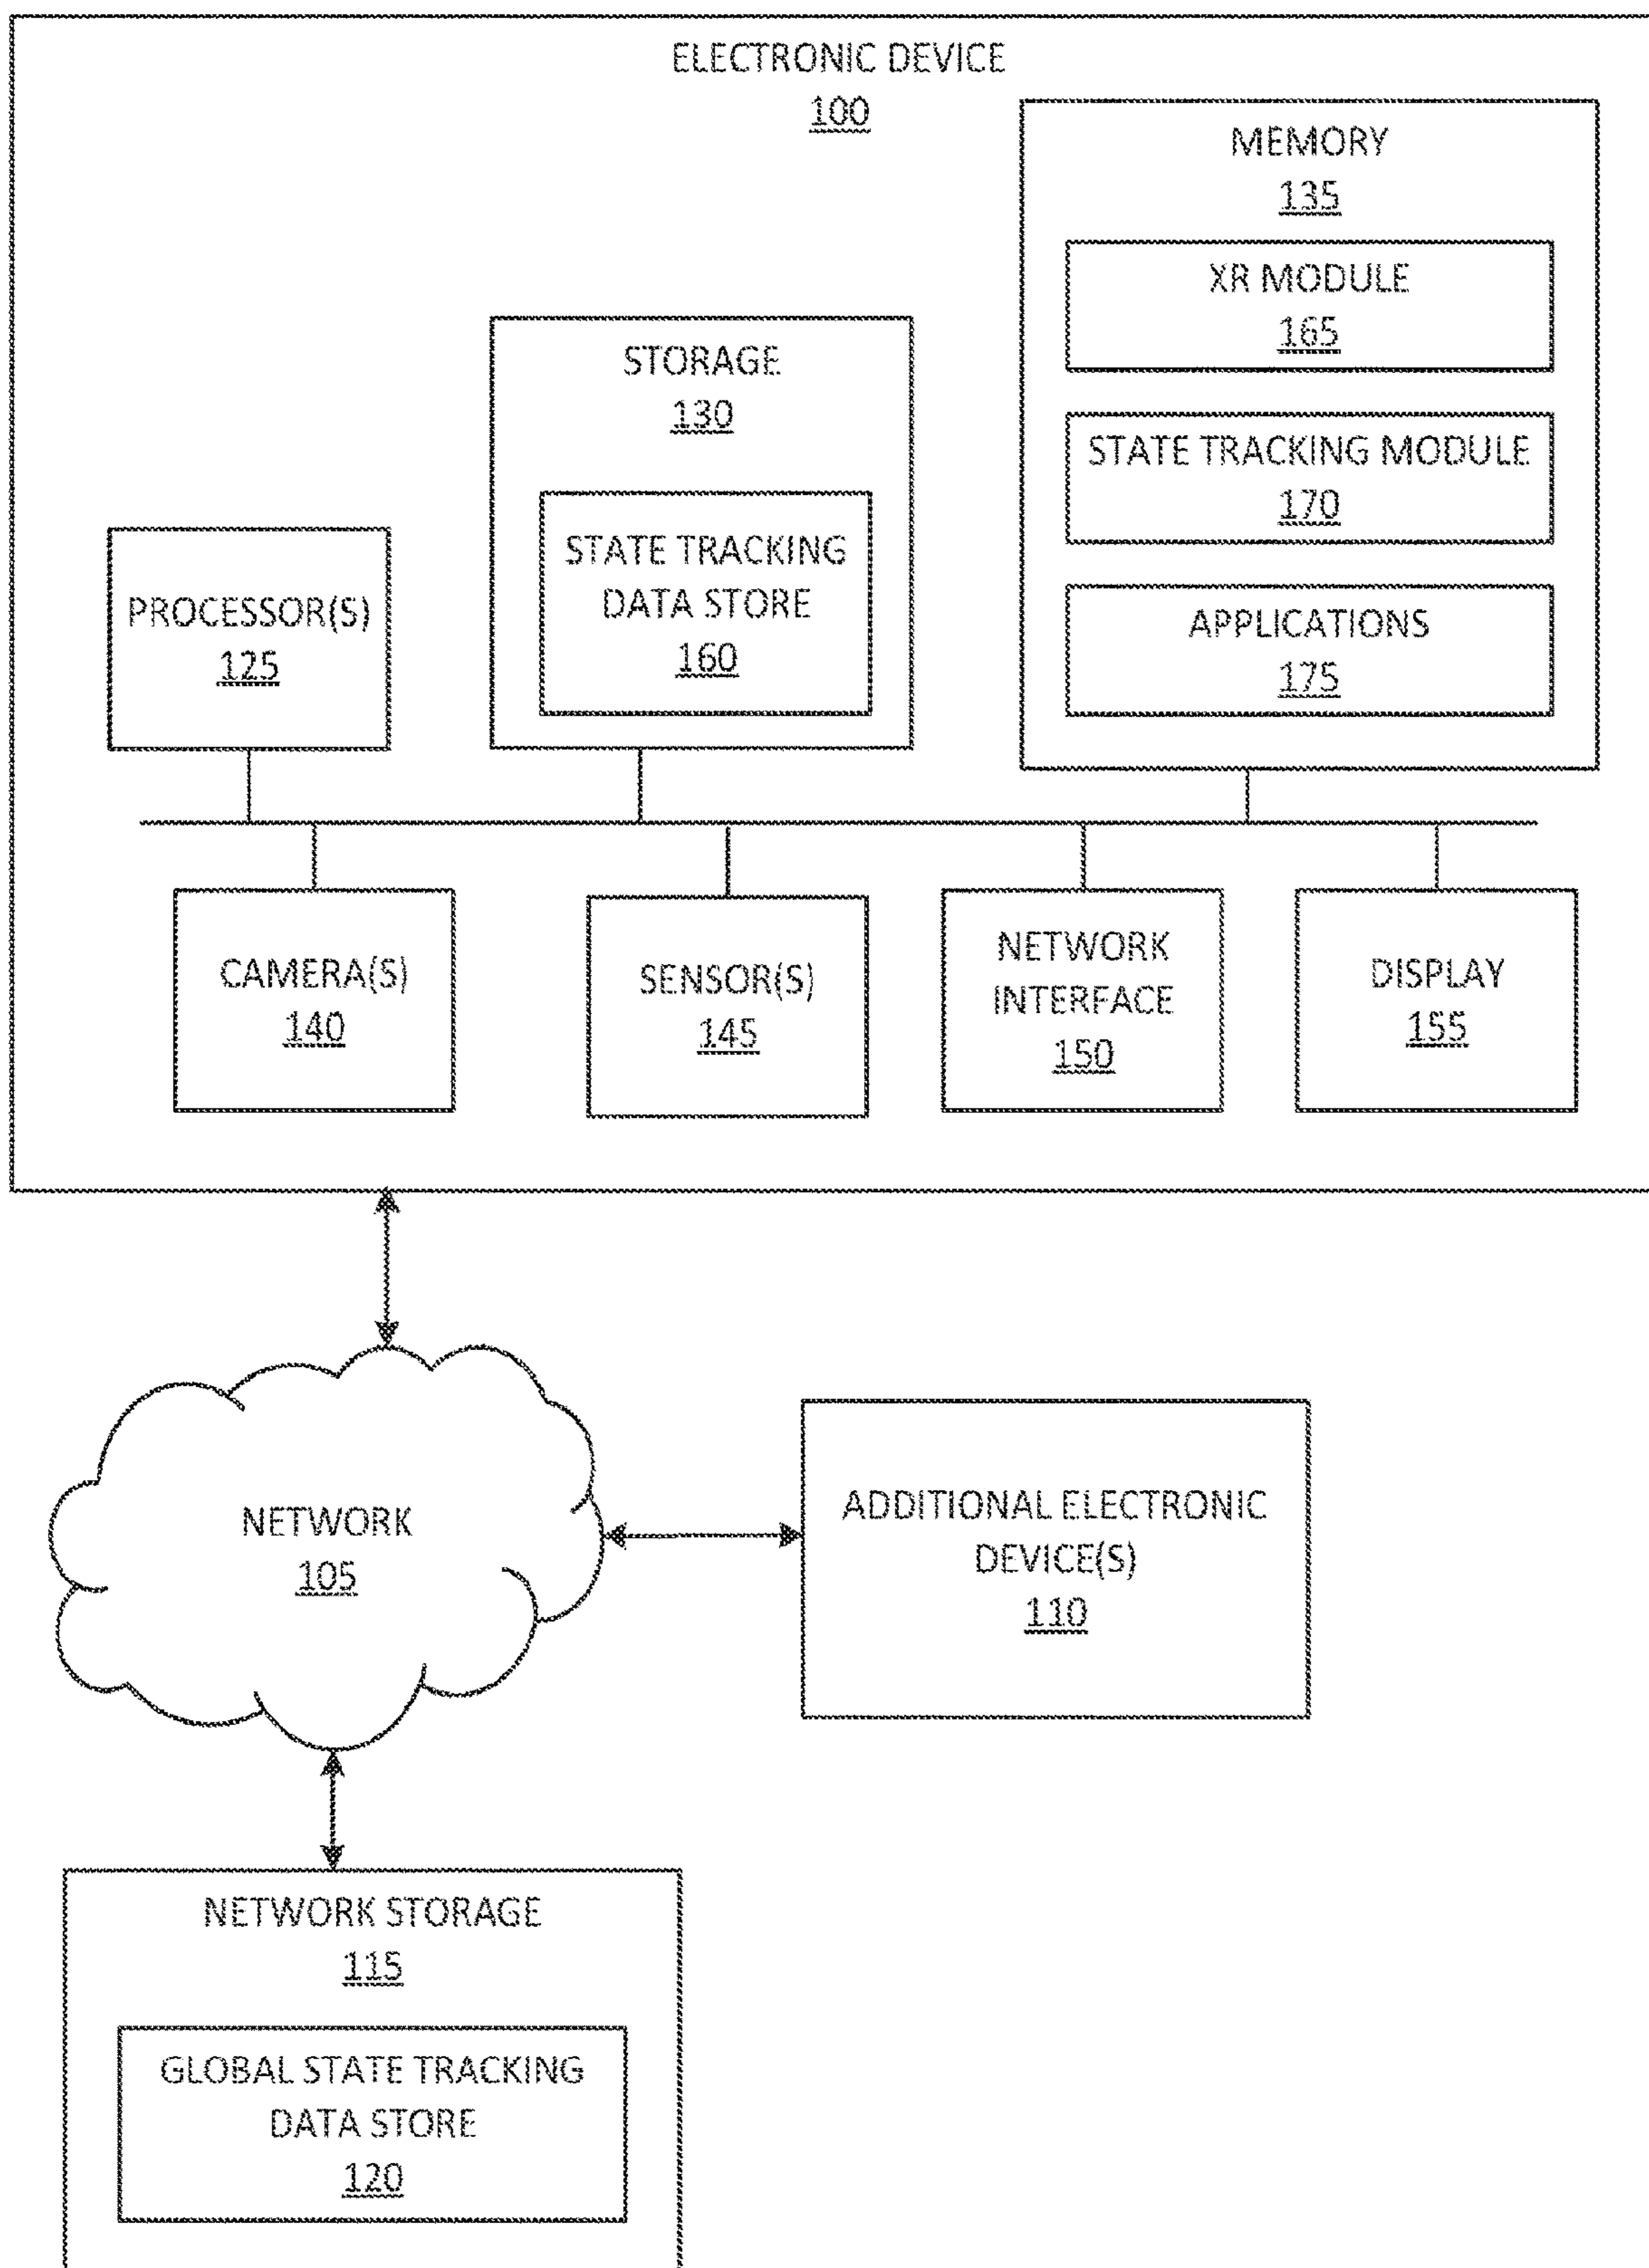 ELECTRONIC DEVICE
100
MEMORY
135
XR MODULE
165
STATE TRACKING MODULE
170
APPLICATIONS
175
STORAGE
130
STATE TRACKING
DATA STORE
160
PROCESSOR(S)
125
CAMERA(S)
140
SENSOR(S)
145
NETWORK
INTERFACE
150
DISPLAY
155
NETWORK
105
ADDITIONAL ELECTRONIC
DEVICE(S)
110
NETWORK STORAGE
115
GLOBAL STATE TRACKING
DATA STORE
120